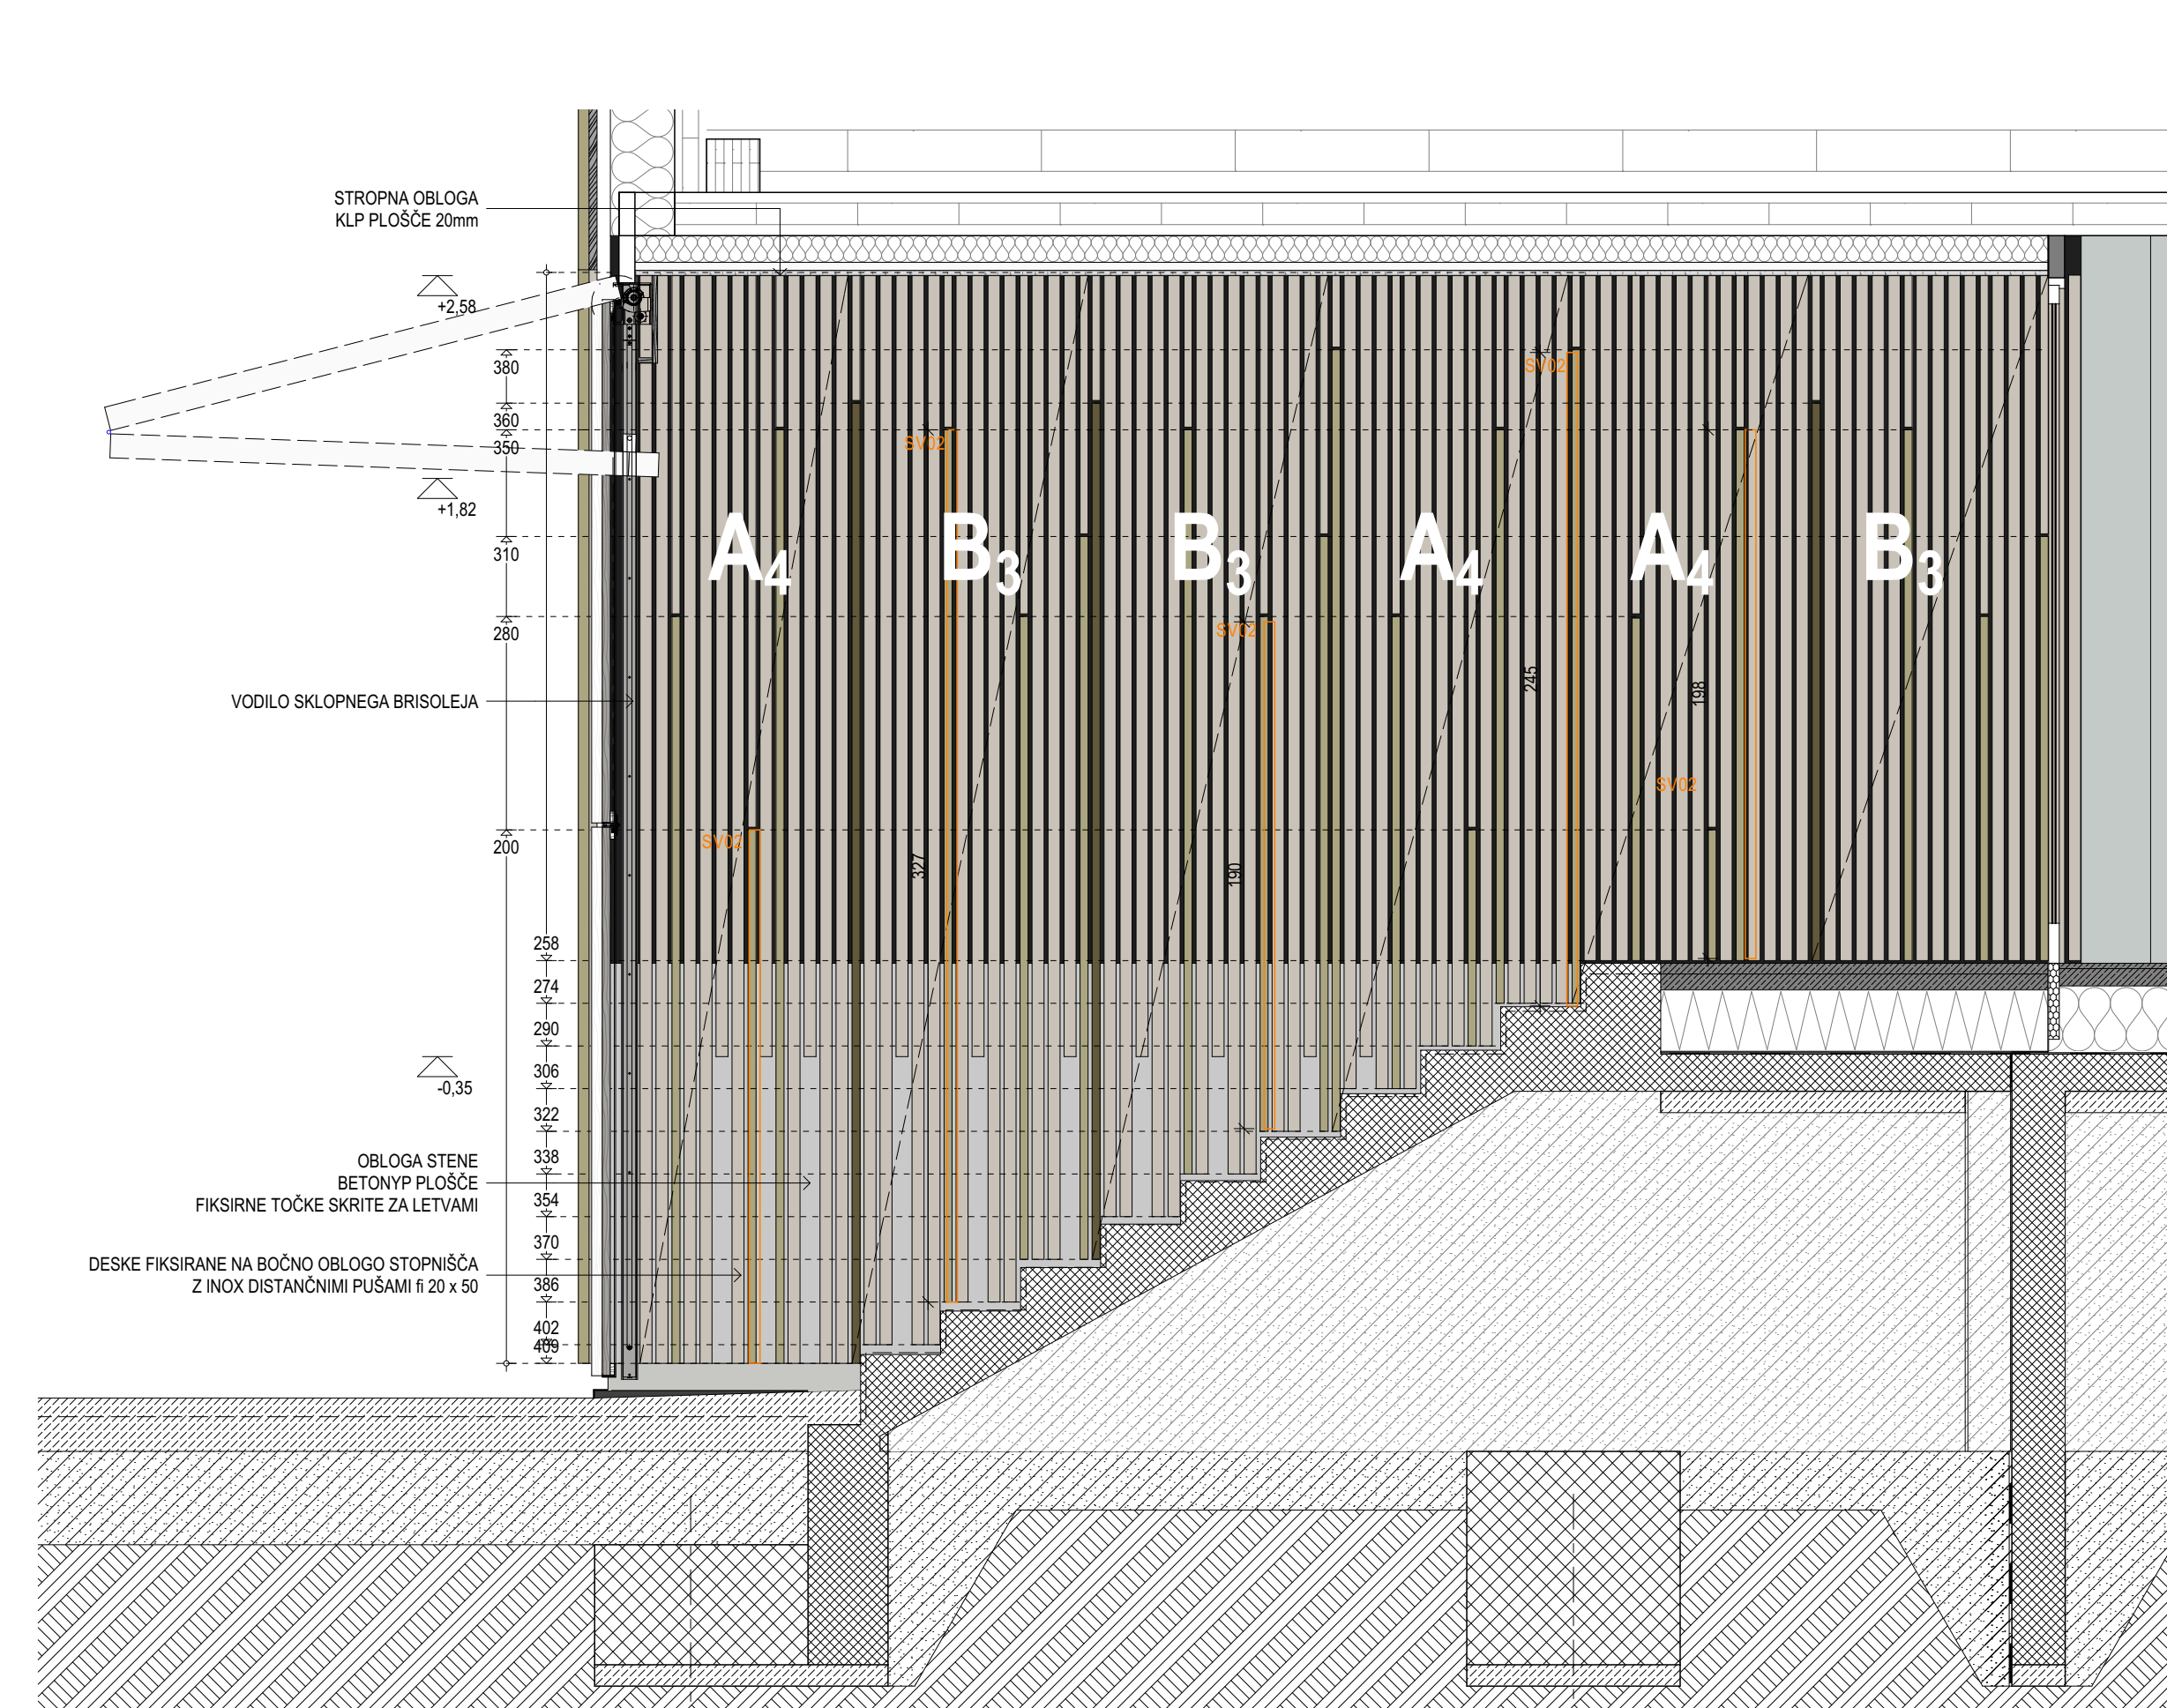 STROPNA OBLOGA
KLP PLOŠČE 20mm
+2,58
380
SV02
360
350
SV02
+1,82
310
A4 B3 B3 A4 A4 B3
280
SV02
245
198
VODILO SKLOPNEGA BRISOLEJA
SV02
200
SV02
327
190
258
274
290
306
-0,35
322
338
OBLOGA STENE
BETONYP PLOŠČE
FIKSIRNE TOČKE SKRITE ZA LETVAMI
354
370
DESKE FIKSIRANE NA BOČNO OBLOGO STOPNIŠČA
Z INOX DISTANČNIMI PUŠAMI fi 20 x 50
386
402
409